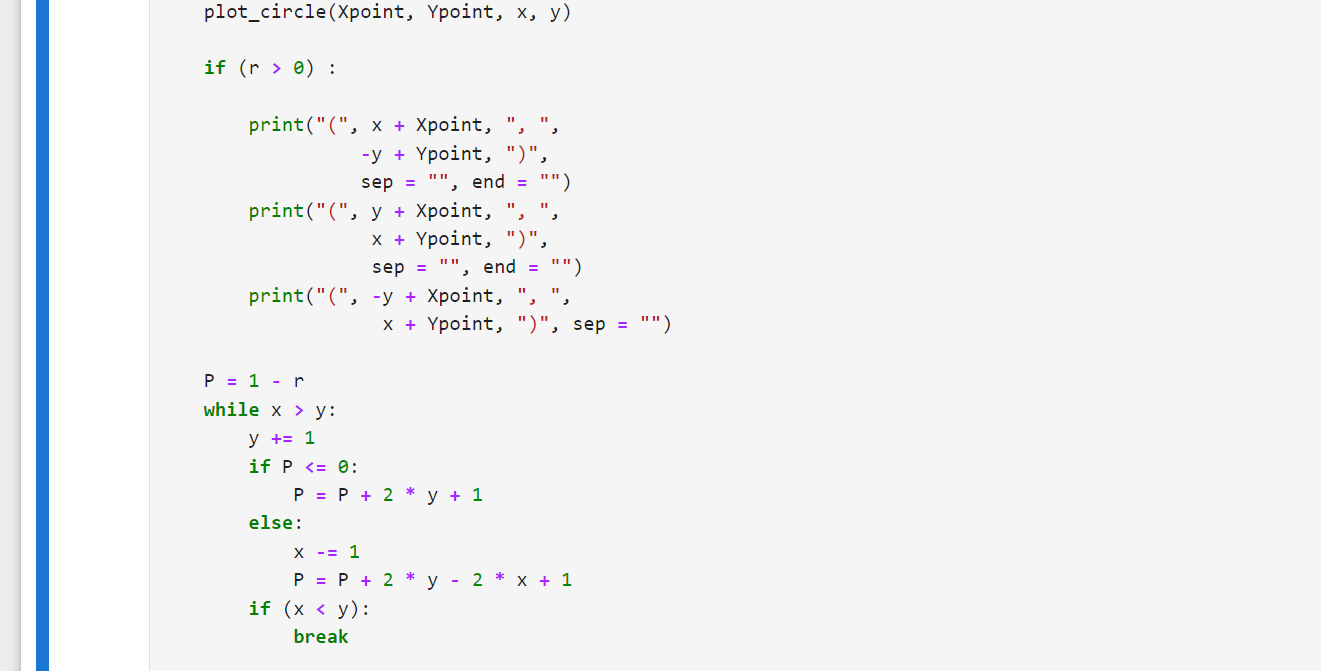 plot_circle(Xpoint, Ypoint, x, y)
if (r > 0) :
print("(", x + Xpoint, ", ",
-y + Ypoint, ")",
sep = "", end = "")
print("(", y + Xpoint, ", ",
x + Ypoint, ")",
sep = "", end = "")
print("(", -y + Xpoint, ", ",
x + Ypoint, ")", sep = "")
P = 1 - r
while x > y:
y += 1
if P <= 0:
P = P + 2 * y + 1
else:
x -= 1
P = P + 2 * y - 2 * x + 1
if (x < y):
break